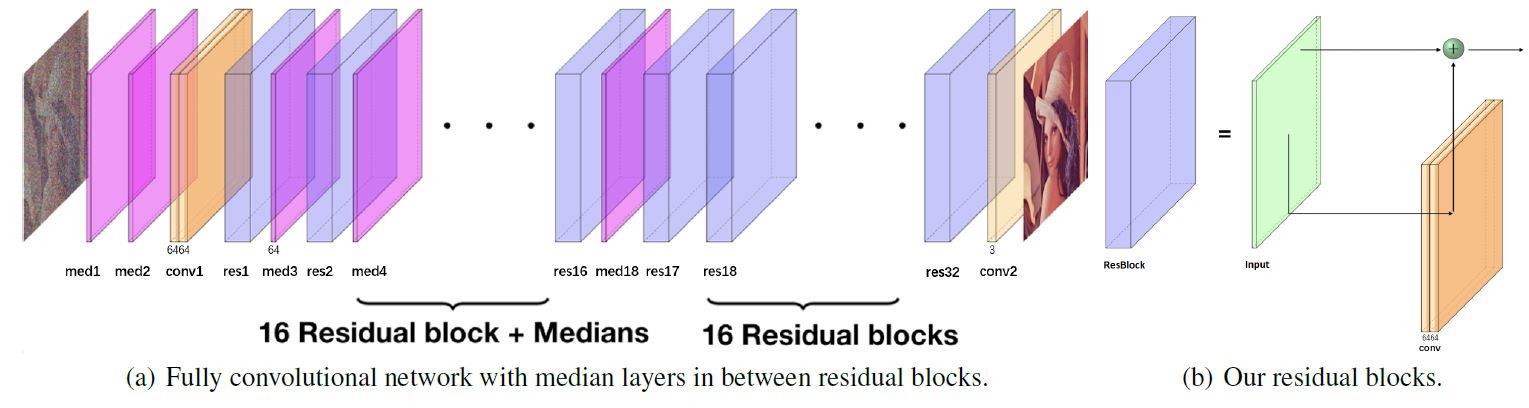 6464
64
3
med1 med2 conv1 res1 med3 res2 med4 res16 med18 res17 res18 res32 conv2
16 Residual block + Medians
16 Residual blocks
(a) Fully convolutional network with median layers in between residual blocks.
+
=
ResBlock
Input
6464
conv
(b) Our residual blocks.